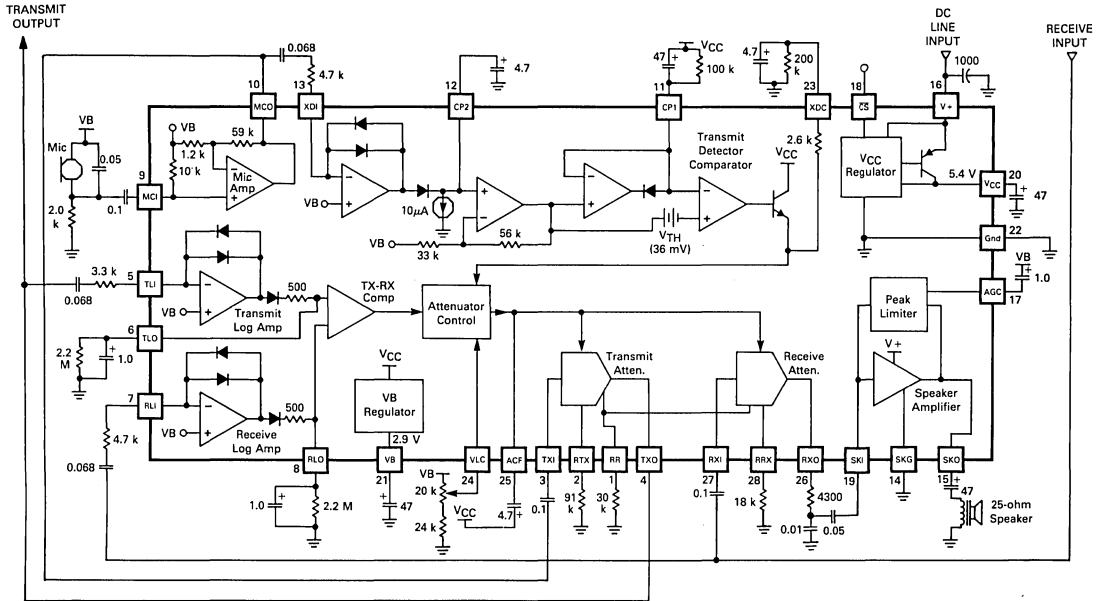 TRANSMIT
OUTPUT
DC
LINE
INPUT
RECEIVE
INPUT
0.068
4.7 k
4.7
47
VCC
100 k
4.7
200
k
1000
10
13
12
11
23
18
16
MCO
XDI
CP2
CP1
XDC
CS
V+
VB
Mic
0.05
VB
59 k
1.2 k
10 k
Mic
Amp
9
MCI
0.1
2.0
k
VB
10μA
VB
33 k
56 k
VTH
(36 mV)
Transmit
Detector
Comparator
VCC
2.6 k
VCC
Regulator
5.4 V
VCC
20
47
Gnd
22
VB
1.0
AGC
17
3.3 k
5
TLI
0.068
VB
500
Transmit
Log Amp
TX-RX
Comp
Attenuator
Control
Peak
Limiter
V+
Speaker
Amplifier
6
TLO
2.2
M
1.0
7
RLI
VB
500
Receive
Log Amp
VCC
VB
Regulator
2.9 V
Transmit
Atten.
Receive
Atten.
4.7 k
0.068
RLO
VB
VLC
ACF
TXI
RTX
RR
TXO
RXI
RRX
RXO
SKI
SKG
SKO
8
21
24
25
3
2
1
4
27
28
26
19
14
15
1.0
2.2 M
47
VB
20 k
24 k
VCC
4.7
0.1
91
k
30
k
0.1
18 k
4300
0.01
0.05
47
25-ohm
Speaker